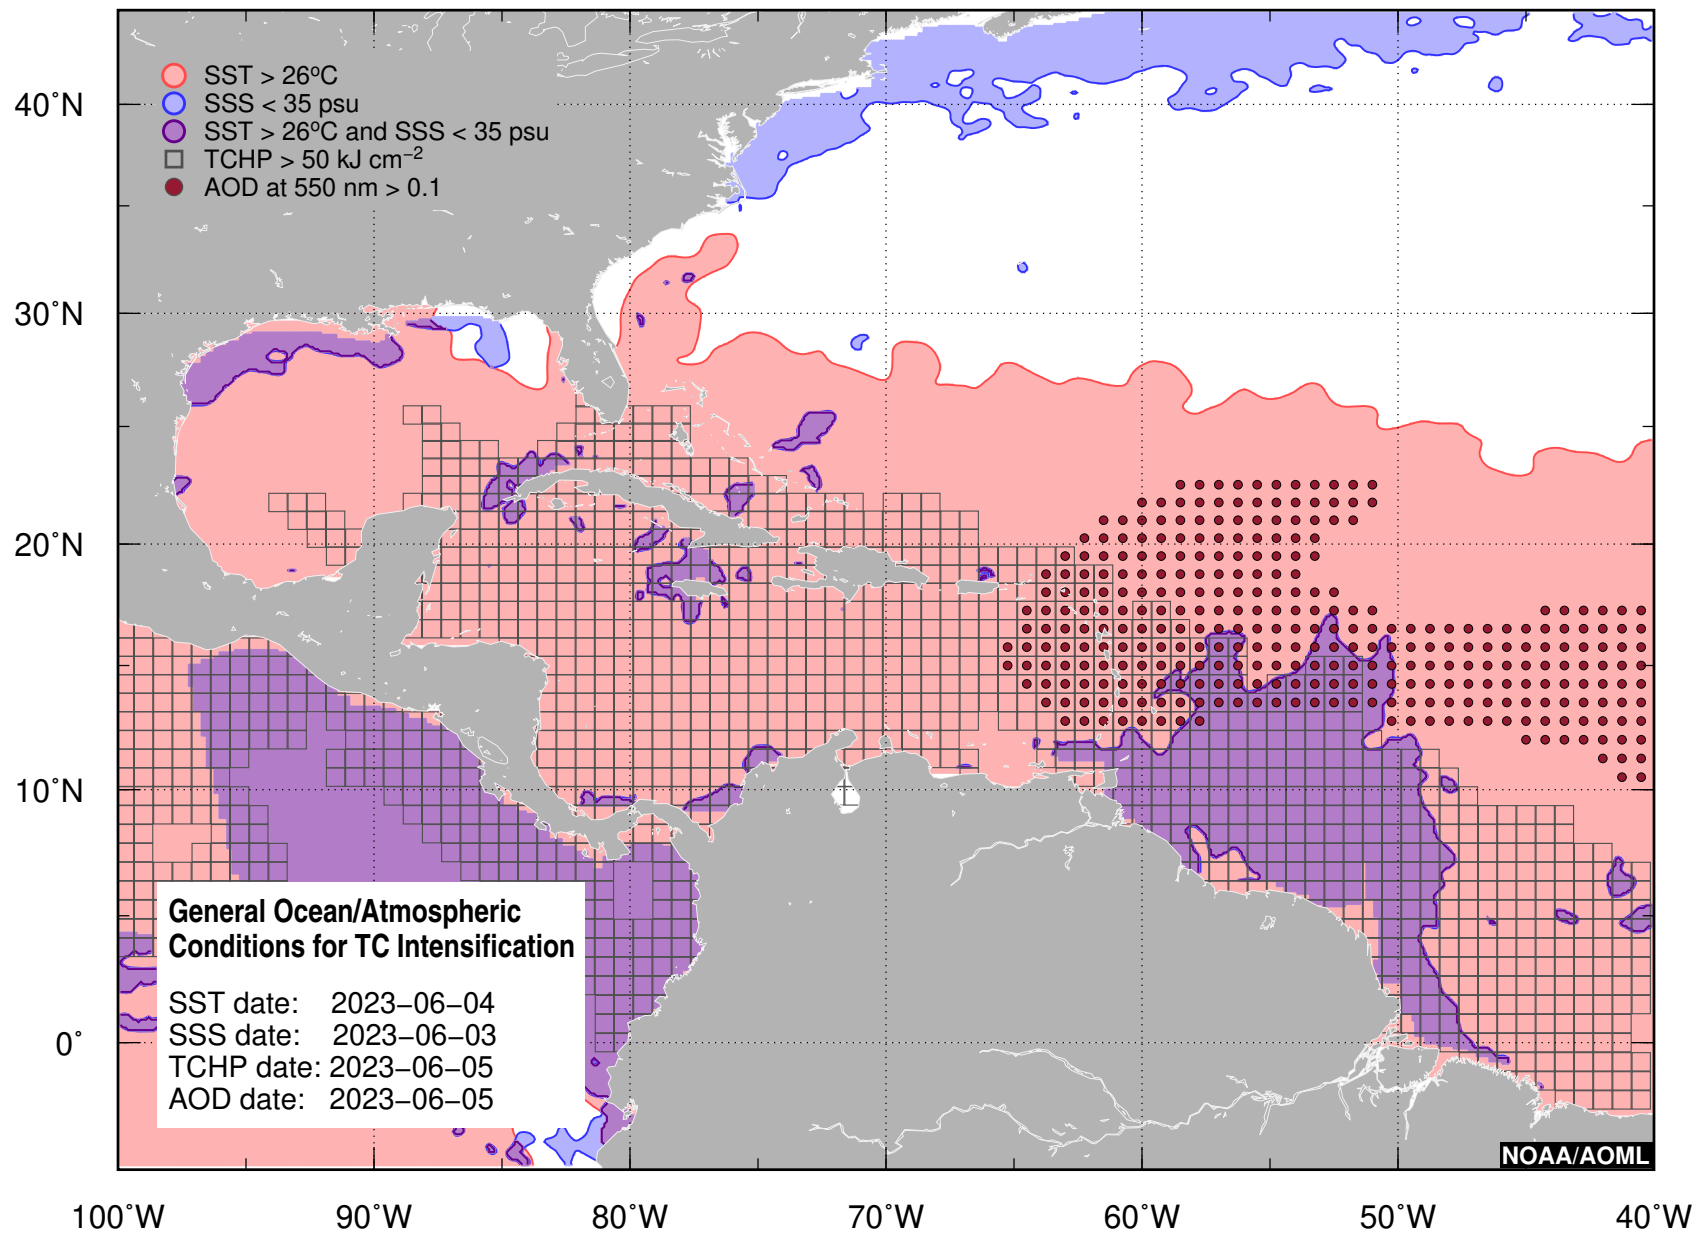 SST > 26°C
SSS < 35 psu
SST > 26°C and SSS < 35 psu
TCHP > 50 kJ cm⁻²
AOD at 550 nm > 0.1
40˚N
30˚N
20˚N
10˚N
0˚
General Ocean/Atmospheric
Conditions for TC Intensification
SST date: 2023−06−04
SSS date: 2023−06−03
TCHP date: 2023−06−05
AOD date: 2023−06−05
NOAA/AOML
100˚W 90˚W 80˚W 70˚W 60˚W 50˚W 40˚W